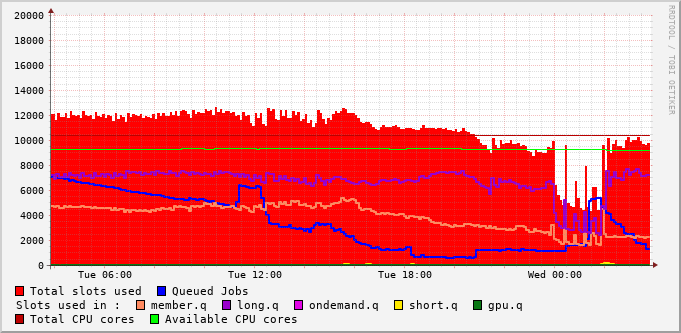 20000
18000
16000
14000
12000
10000
8000
6000
4000
2000
0
Tue 06:00 Tue 12:00 Tue 18:00 Wed 00:00
Total slots used Queued Jobs
Slots used in : member.q long.q ondemand.q short.q gpu.q
Total CPU cores Available CPU cores
RRDTOOL / TOBI OETIKER